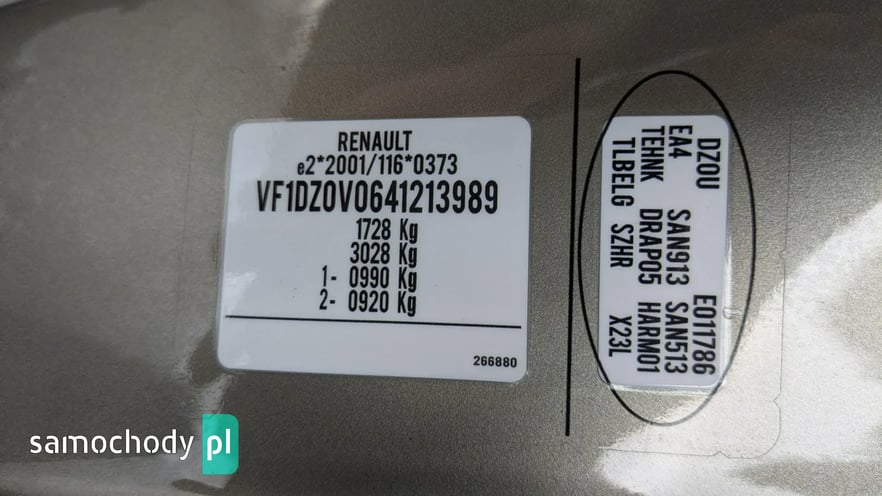 RENAULT
e2*2001/116*0373
VF1DZ0V0641213989
1728 Kg
3028 Kg
1- 0990 Kg
2- 0920 Kg
266880
DZ0U E011786
EA4 SAN913 SAN513
TEHNK DRAP05 HARM01
TLBELG SZHR X23L
samochody pl